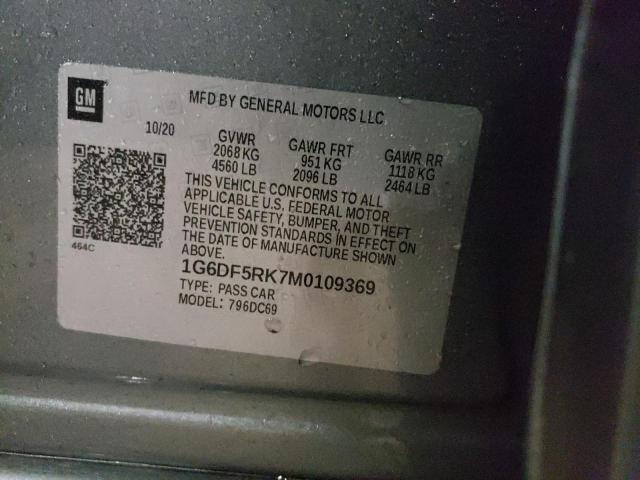 GM
MFD BY GENERAL MOTORS LLC
10/20
GVWR GAWR FRT GAWR RR
2068 KG 951 KG 1118 KG
4560 LB 2096 LB 2464 LB
THIS VEHICLE CONFORMS TO ALL
APPLICABLE U.S. FEDERAL MOTOR
VEHICLE SAFETY, BUMPER, AND THEFT
PREVENTION STANDARDS IN EFFECT ON
THE DATE OF MANUFACTURE SHOWN
ABOVE.
464C
1G6DF5RK7M0109369
TYPE: PASS CAR
MODEL: 796DC69